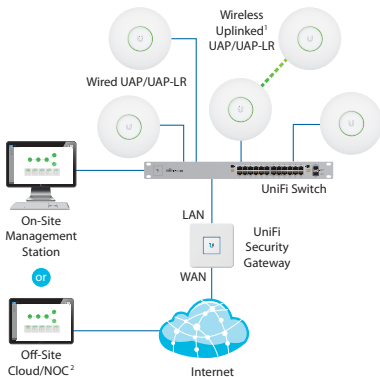 Wireless
Uplinked¹
UAP/UAP-LR
Wired UAP/UAP-LR
UniFi Switch
On-Site
Management
Station
LAN
UniFi
Security
Gateway
WAN
or
Off-Site
Cloud/NOC²
Internet